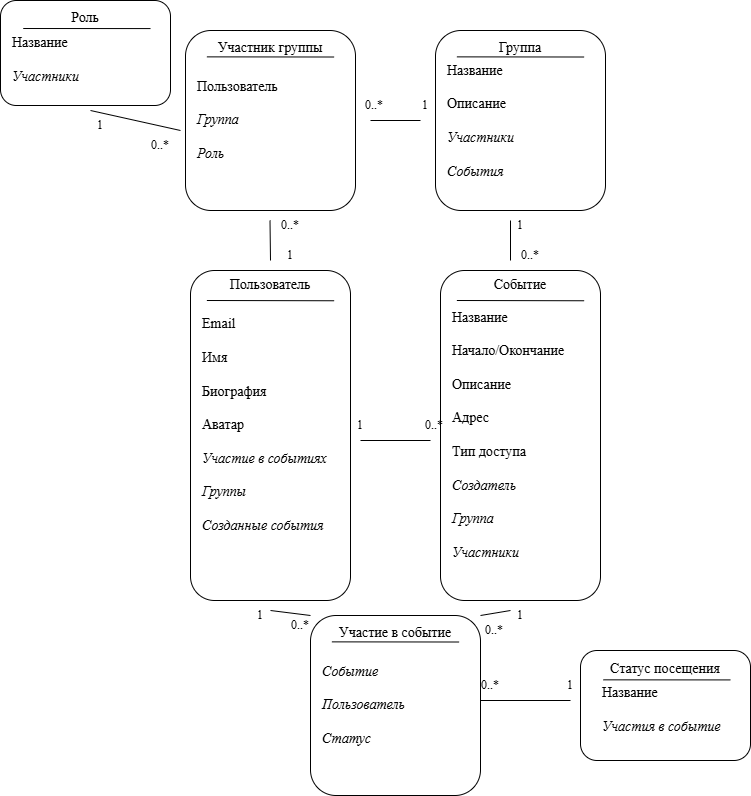 Роль
Название
Участники
1
0..*
Участник группы
Пользователь
Группа
Роль
0..*
1
Группа
Название
Описание
Участники
События
0..*
1
1
0..*
Пользователь
Email
Имя
Биография
Аватар
Участие в событиях
Группы
Созданные события
1
0..*
Событие
Название
Начало/Окончание
Описание
Адрес
Тип доступа
Создатель
Группа
Участники
1
0..*
1
0..*
Участие в событие
Событие
Пользователь
Статус
0..*
1
Статус посещения
Название
Участия в событие